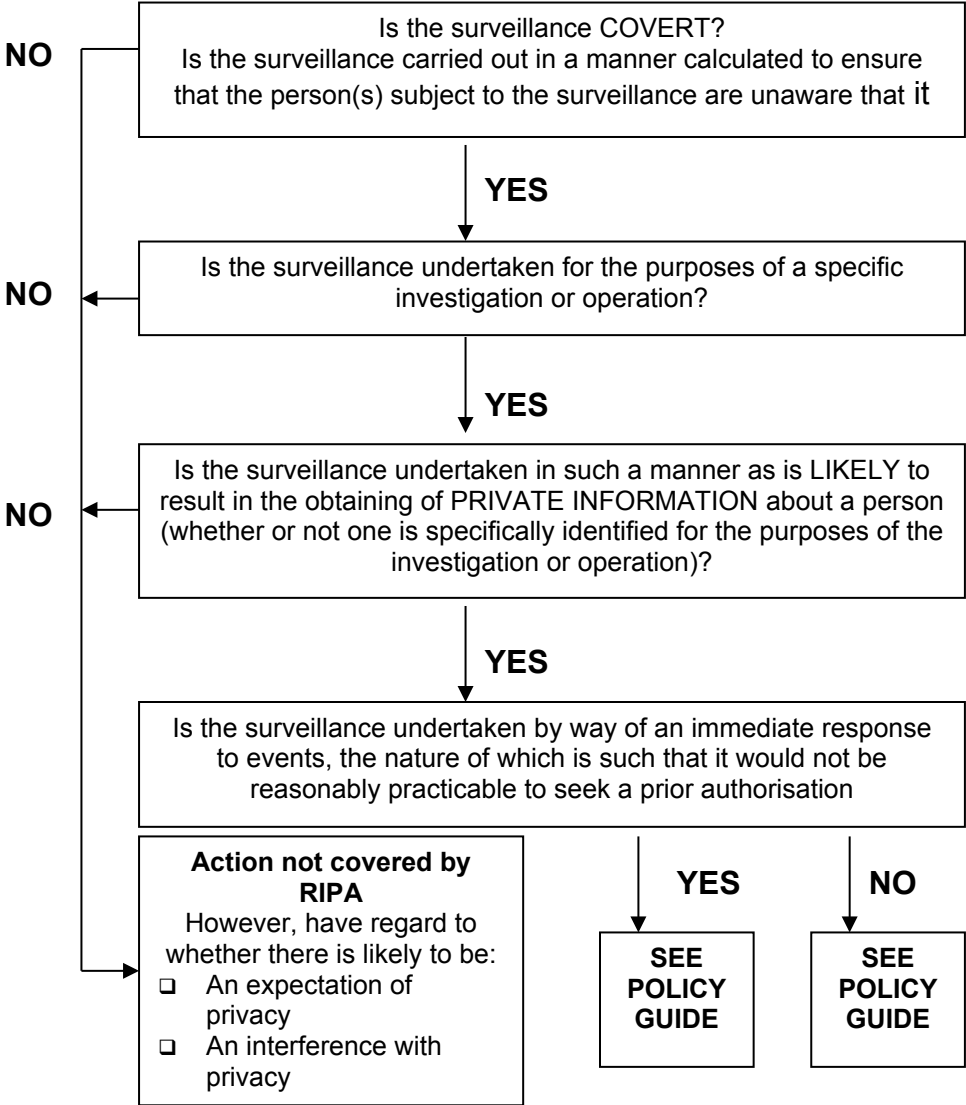 Is the surveillance COVERT?
NO
Is the surveillance carried out in a manner calculated to ensure
that the person(s) subject to the surveillance are unaware that it
YES
Is the surveillance undertaken for the purposes of a specific
investigation or operation?
NO
YES
Is the surveillance undertaken in such a manner as is LIKELY to
result in the obtaining of PRIVATE INFORMATION about a person
(whether or not one is specifically identified for the purposes of the
investigation or operation)?
NO
YES
Is the surveillance undertaken by way of an immediate response
to events, the nature of which is such that it would not be
reasonably practicable to seek a prior authorisation
Action not covered by
RIPA
However, have regard to
whether there is likely to be:
❑ An expectation of
privacy
❑ An interference with
privacy
YES
NO
SEE
POLICY
GUIDE
SEE
POLICY
GUIDE